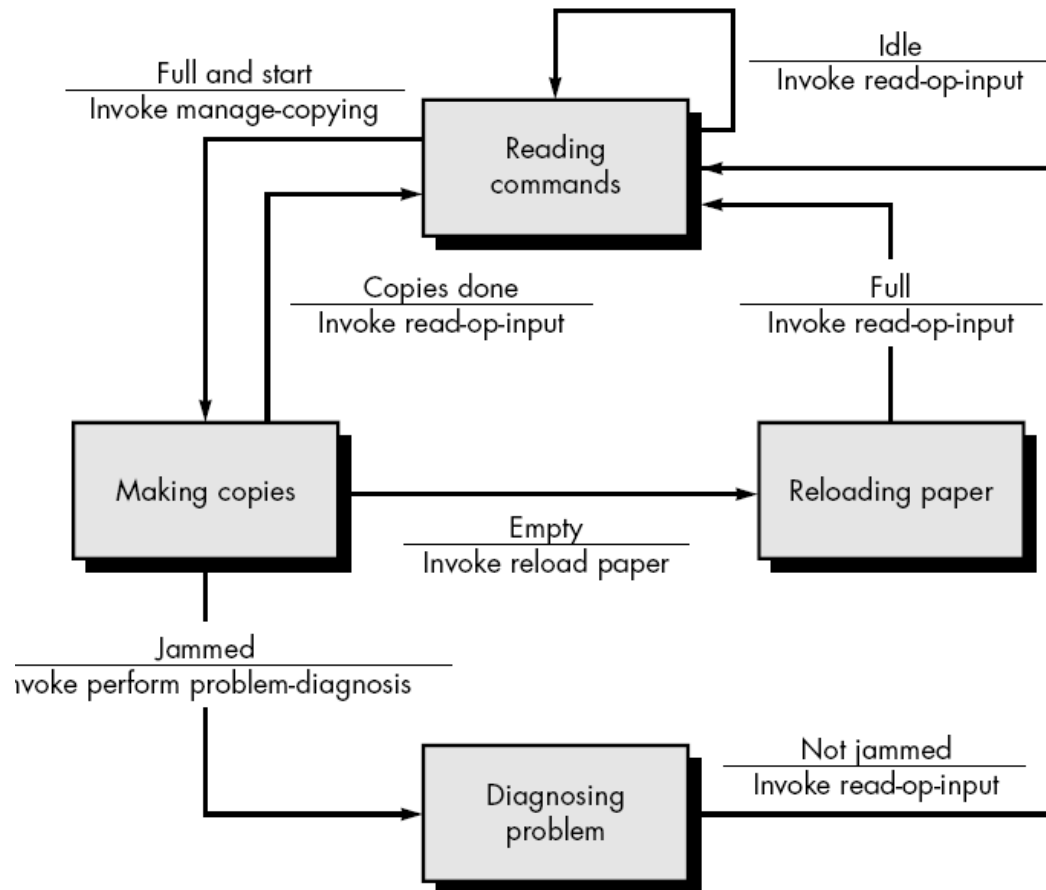 Idle
Invoke read-op-input
Full and start
Invoke manage-copying
Reading
commands
Copies done
Invoke read-op-input
Full
Invoke read-op-input
Making copies
Reloading paper
Empty
Invoke reload paper
Jammed
nvoke perform problem-diagnosis
Not jammed
Invoke read-op-input
Diagnosing
problem